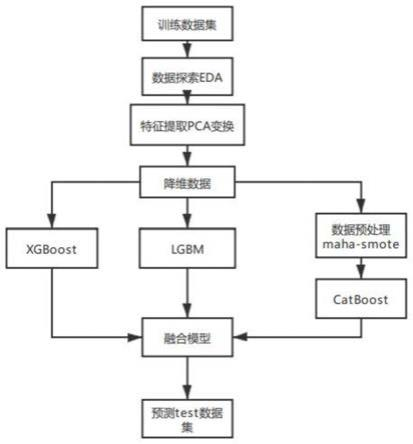 训练数据集
数据探索EDA
特征提取PCA变换
降维数据
XGBoost
LGBM
数据预处理
maha-smote
CatBoost
融合模型
预测test数据
集